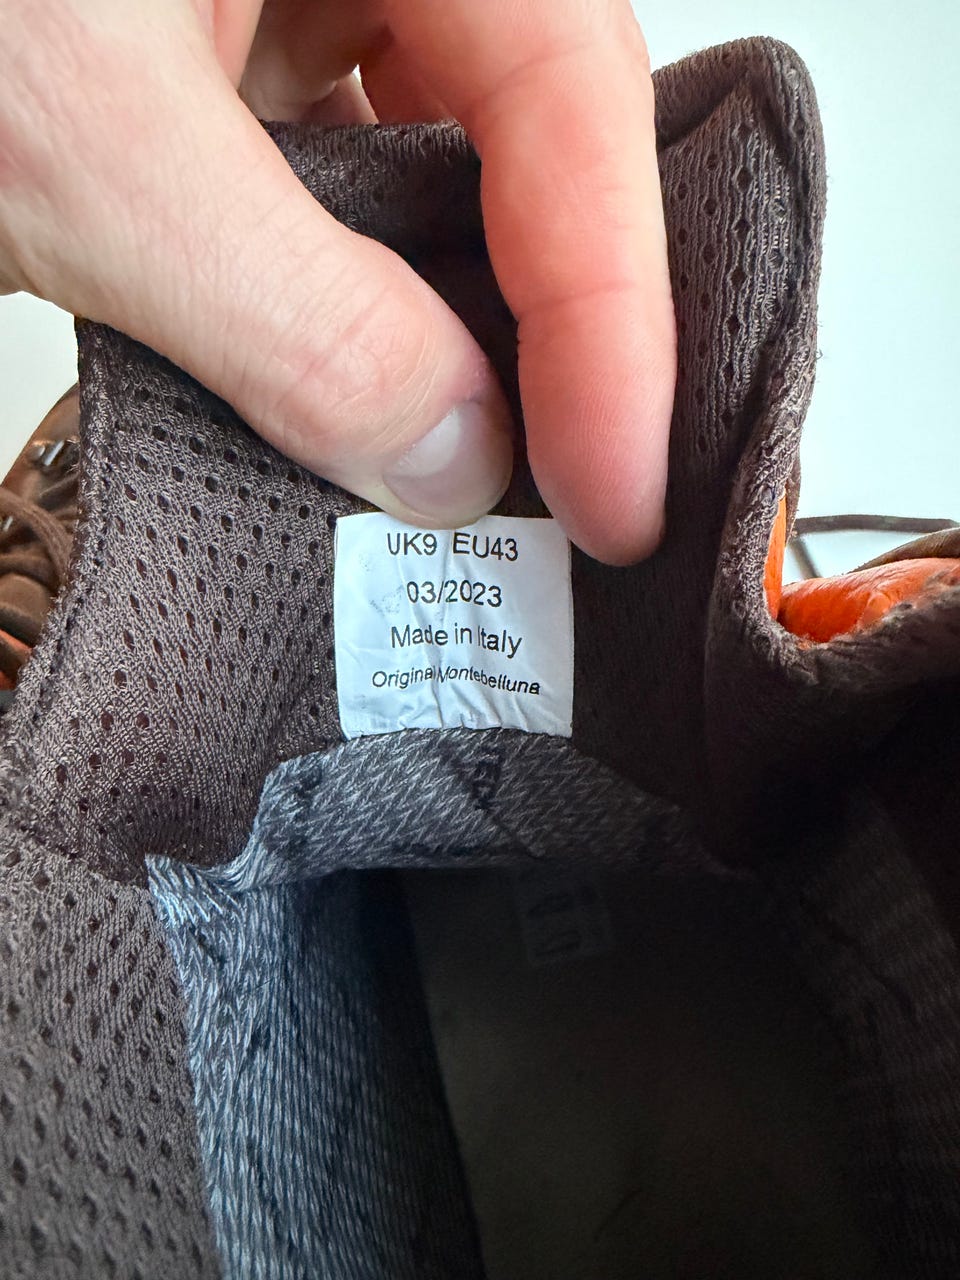 UK9 EU43
03/2023
Made in Italy
Original Montebelluna